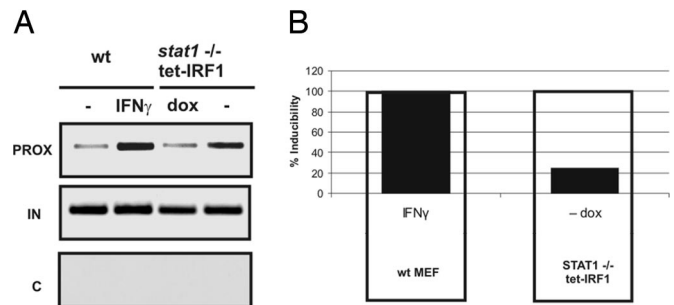 A
wt
stat1 -/-
tet-IRF1
- IFNγ dox -
PROX
IN
C
B
120
100
80
60
40
20
0
% Inducibility
IFNγ
– dox
wt MEF
STAT1 -/-
tet-IRF1